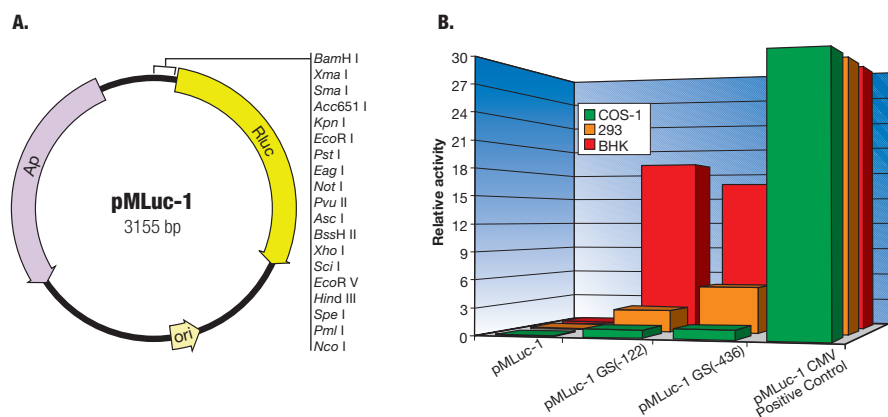 A.
BamH I
Xma I
Sma I
Acc651 I
Kpn I
EcoR I
Pst I
Eag I
Not I
Pvu II
Asc I
BssH II
Xho I
Sci I
EcoR V
Hind III
Spe I
Pml I
Nco I
Rluc
Ap
pMLuc-1
3155 bp
ori
B.
Relative activity
30
27
24
21
18
15
12
9
6
3
0
COS-1
293
BHK
pMLuc-1
pMLuc-1 GS(-122)
pMLuc-1 GS(-436)
pMLuc-1 CMV
Positive Control